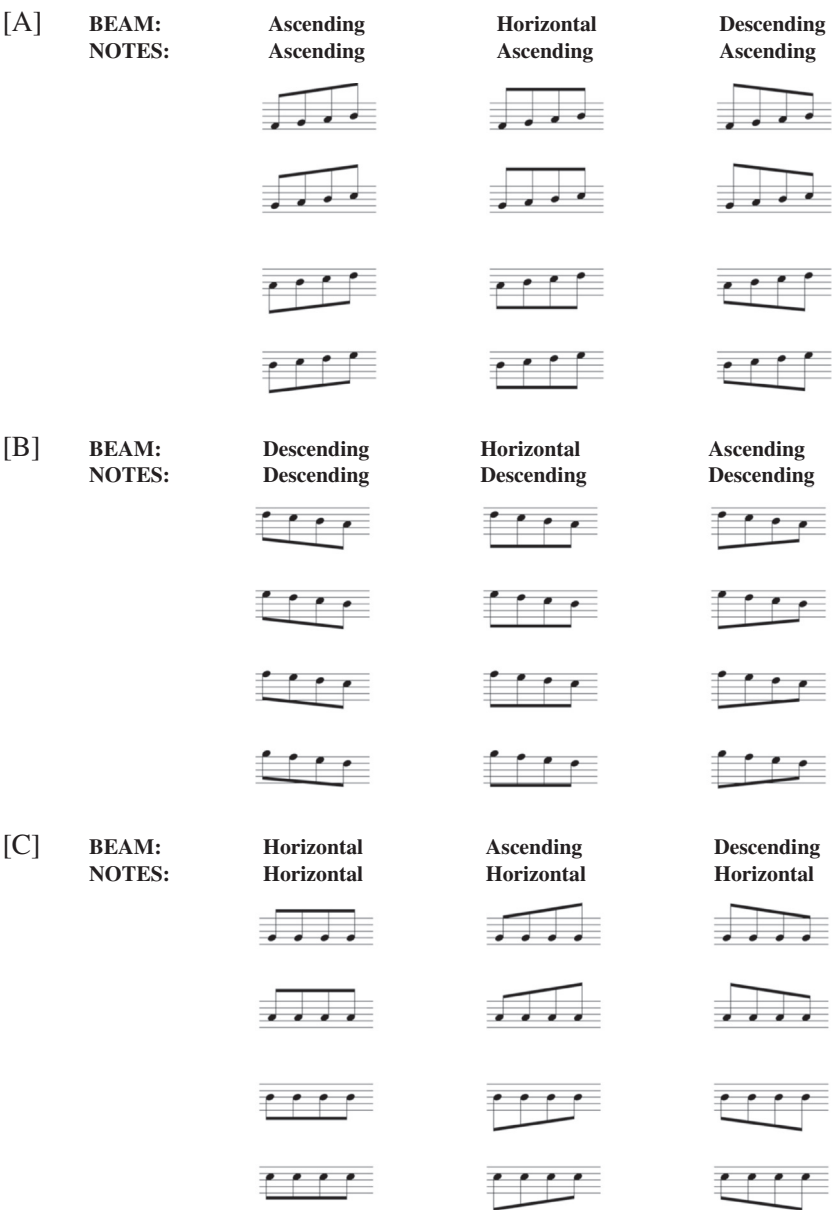 [A] BEAM: Ascending Horizontal Descending
NOTES: Ascending Ascending Ascending
[B] BEAM: Descending Horizontal Ascending
NOTES: Descending Descending Descending
[C] BEAM: Horizontal Ascending Descending
NOTES: Horizontal Horizontal Horizontal